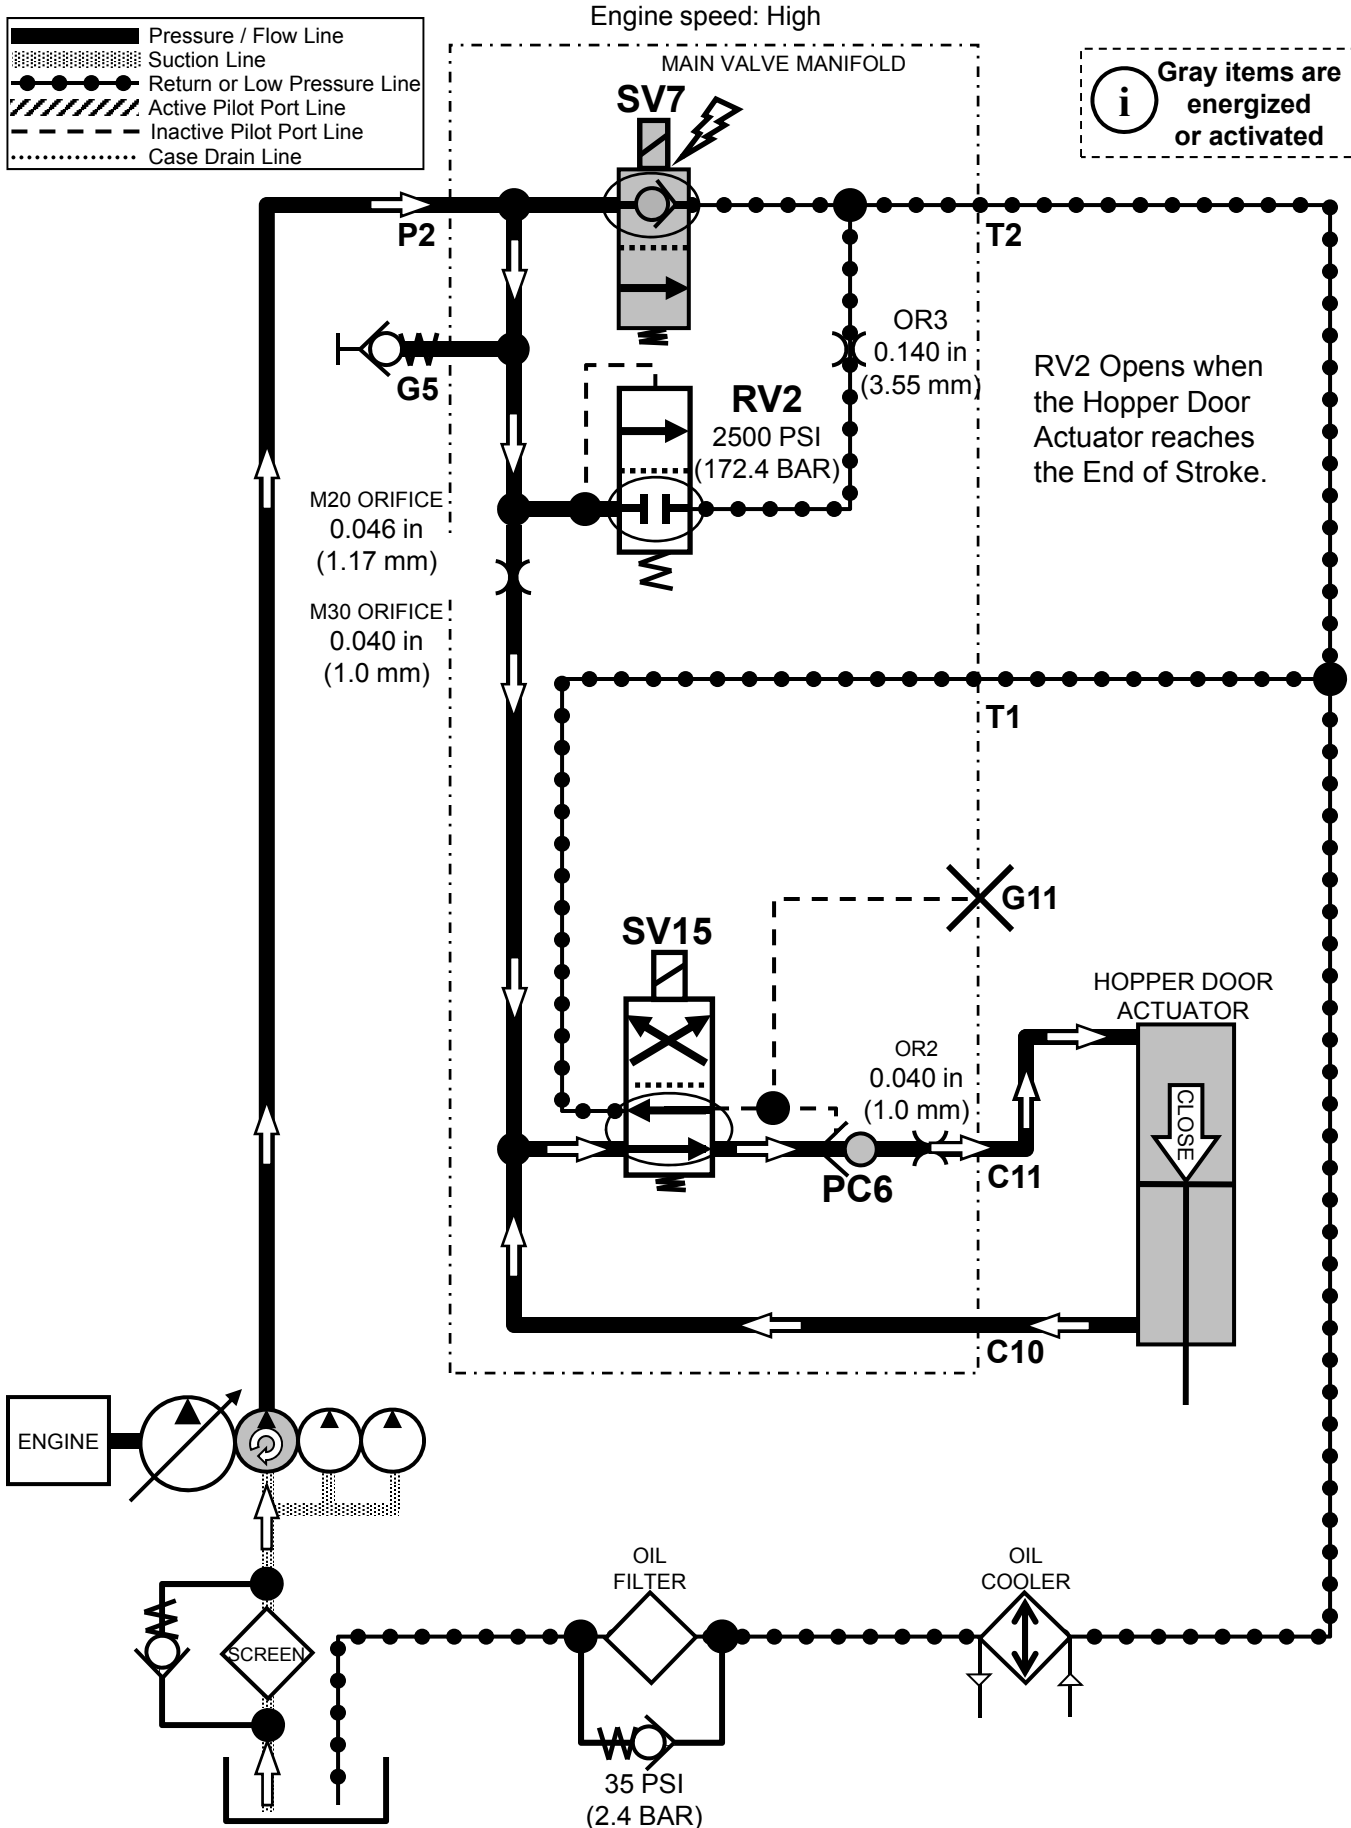 Engine speed: High
Pressure / Flow Line
Suction Line
Return or Low Pressure Line
Active Pilot Port Line
Inactive Pilot Port Line
Case Drain Line
MAIN VALVE MANIFOLD
i
Gray items are
energized
or activated
SV7
P2
T2
G5
OR3
0.140 in
(3.55 mm)
RV2
2500 PSI
(172.4 BAR)
RV2 Opens when
the Hopper Door
Actuator reaches
the End of Stroke.
M20 ORIFICE
0.046 in
(1.17 mm)
M30 ORIFICE
0.040 in
(1.0 mm)
T1
G11
SV15
HOPPER DOOR
ACTUATOR
OR2
0.040 in
(1.0 mm)
CLOSE
PC6
C11
C10
ENGINE
OIL
FILTER
OIL
COOLER
SCREEN
35 PSI
(2.4 BAR)